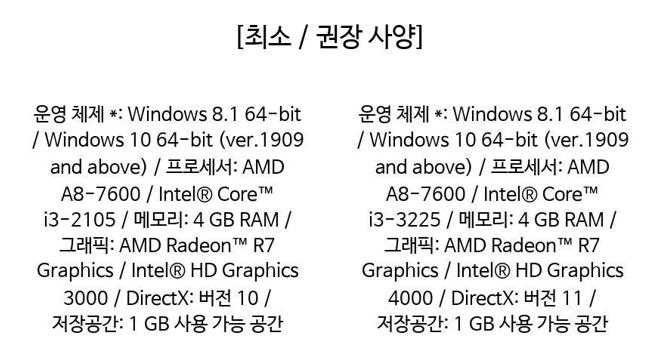 [최소 / 권장 사양]
운영 체제 *: Windows 8.1 64-bit
/ Windows 10 64-bit (ver.1909
and above) / 프로세서: AMD
A8-7600 / Intel® Core™
i3-2105 / 메모리: 4 GB RAM /
그래픽: AMD Radeon™ R7
Graphics / Intel® HD Graphics
3000 / DirectX: 버전 10 /
저장공간: 1 GB 사용 가능 공간
운영 체제 *: Windows 8.1 64-bit
/ Windows 10 64-bit (ver.1909
and above) / 프로세서: AMD
A8-7600 / Intel® Core™
i3-3225 / 메모리: 4 GB RAM /
그래픽: AMD Radeon™ R7
Graphics / Intel® HD Graphics
4000 / DirectX: 버전 11 /
저장공간: 1 GB 사용 가능 공간